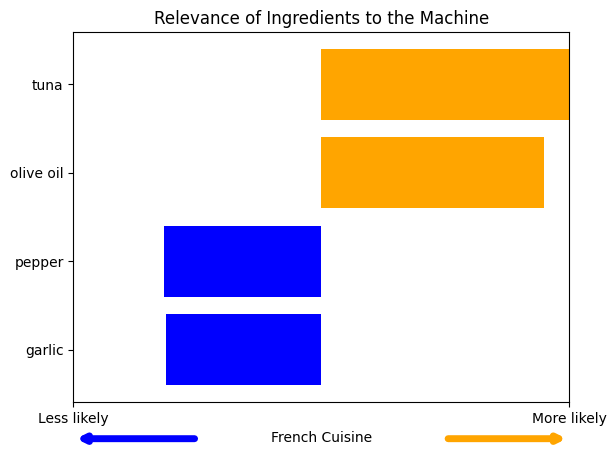 Relevance of Ingredients to the Machine
tuna
olive oil
pepper
garlic
Less likely
More likely
French Cuisine